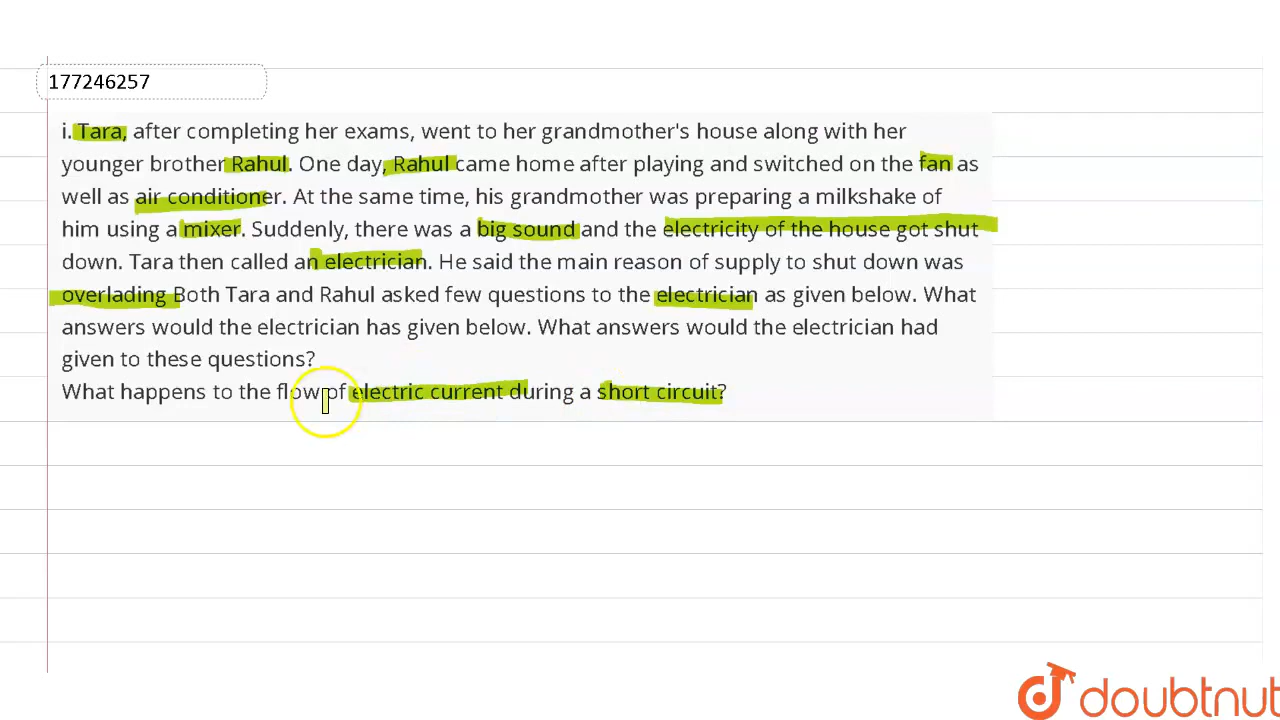 177246257
i. Tara, after completing her exams, went to her grandmother's house along with her
younger brother Rahul. One day, Rahul came home after playing and switched on the fan as
well as air conditioner. At the same time, his grandmother was preparing a milkshake of
him using a mixer. Suddenly, there was a big sound and the electricity of the house got shut
down. Tara then called an electrician. He said the main reason of supply to shut down was
overlading Both Tara and Rahul asked few questions to the electrician as given below. What
answers would the electrician has given below. What answers would the electrician had
given to these questions?
What happens to the flow of electric current during a short circuit?
doubtnut